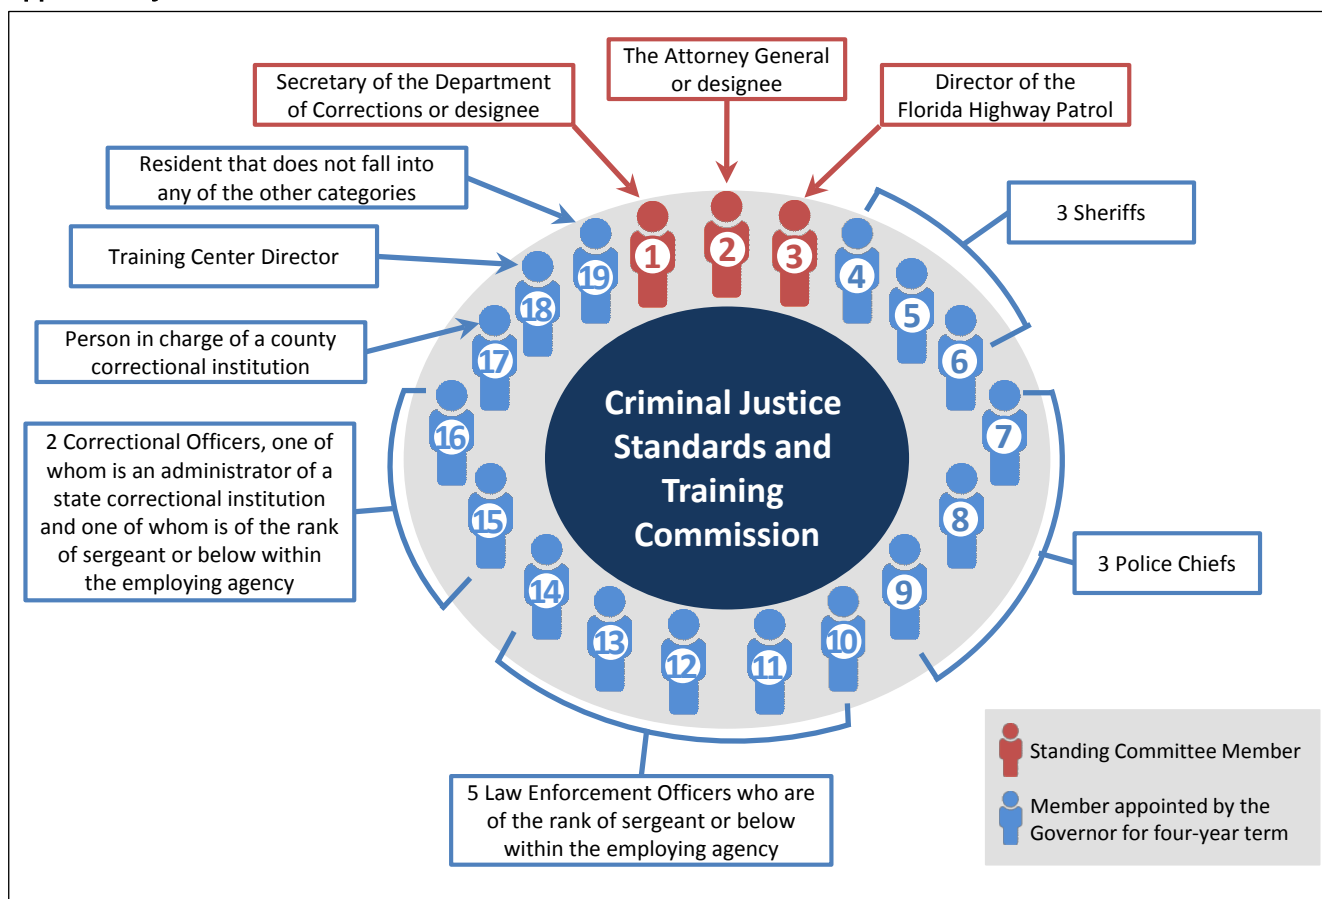 The Attorney General
or designee
Secretary of the Department
of Corrections or designee
Director of the
Florida Highway Patrol
Resident that does not fall into
any of the other categories
3 Sheriffs
Training Center Director
Person in charge of a county
correctional institution
2 Correctional Officers, one of
whom is an administrator of a
state correctional institution
and one of whom is of the rank
of sergeant or below within
the employing agency
3 Police Chiefs
5 Law Enforcement Officers who are
of the rank of sergeant or below
within the employing agency
1
2
3
4
5
6
7
8
9
10
11
12
13
14
15
16
17
18
19
Criminal Justice
Standards and
Training
Commission
Standing Committee Member
Member appointed by the
Governor for four-year term